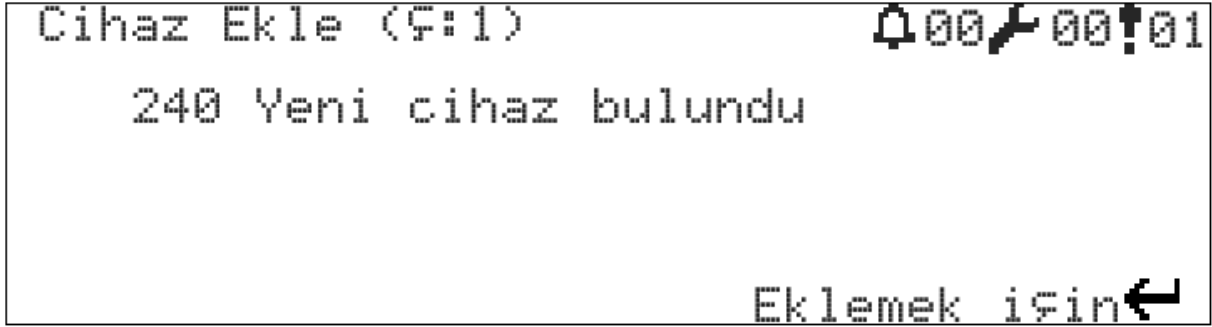 Cihaz Ekle (Ç:1) 00 00 01
240 Yeni cihaz bulundu
Eklemek için